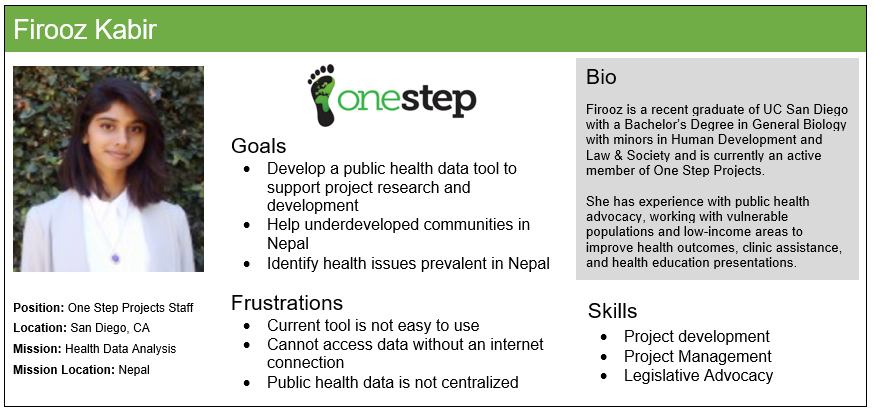 Firooz Kabir
onestep
Goals
• Develop a public health data tool to
support project research and
development
• Help underdeveloped communities in
Nepal
• Identify health issues prevalent in Nepal
Frustrations
• Current tool is not easy to use
• Cannot access data without an internet
connection
• Public health data is not centralized
Bio
Firooz is a recent graduate of UC San Diego
with a Bachelor's Degree in General Biology
with minors in Human Development and
Law & Society and is currently an active
member of One Step Projects.
She has experience with public health
advocacy, working with vulnerable
populations and low-income areas to
improve health outcomes, clinic assistance,
and health education presentations.
Position: One Step Projects Staff
Location: San Diego, CA
Mission: Health Data Analysis
Mission Location: Nepal
Skills
• Project development
• Project Management
• Legislative Advocacy